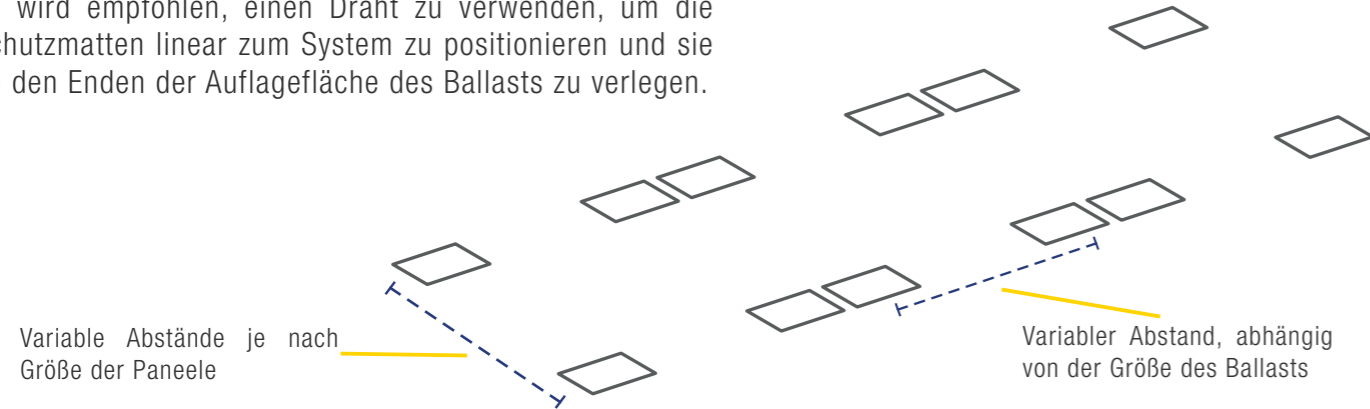 wird empfohlen, einen Draht zu verwenden, um die
chutzmatten linear zum System zu positionieren und sie
den Enden der Auflagefläche des Ballasts zu verlegen.
Variable Abstände je nach
Größe der Paneele
Variabler Abstand, abhängig
von der Größe des Ballasts